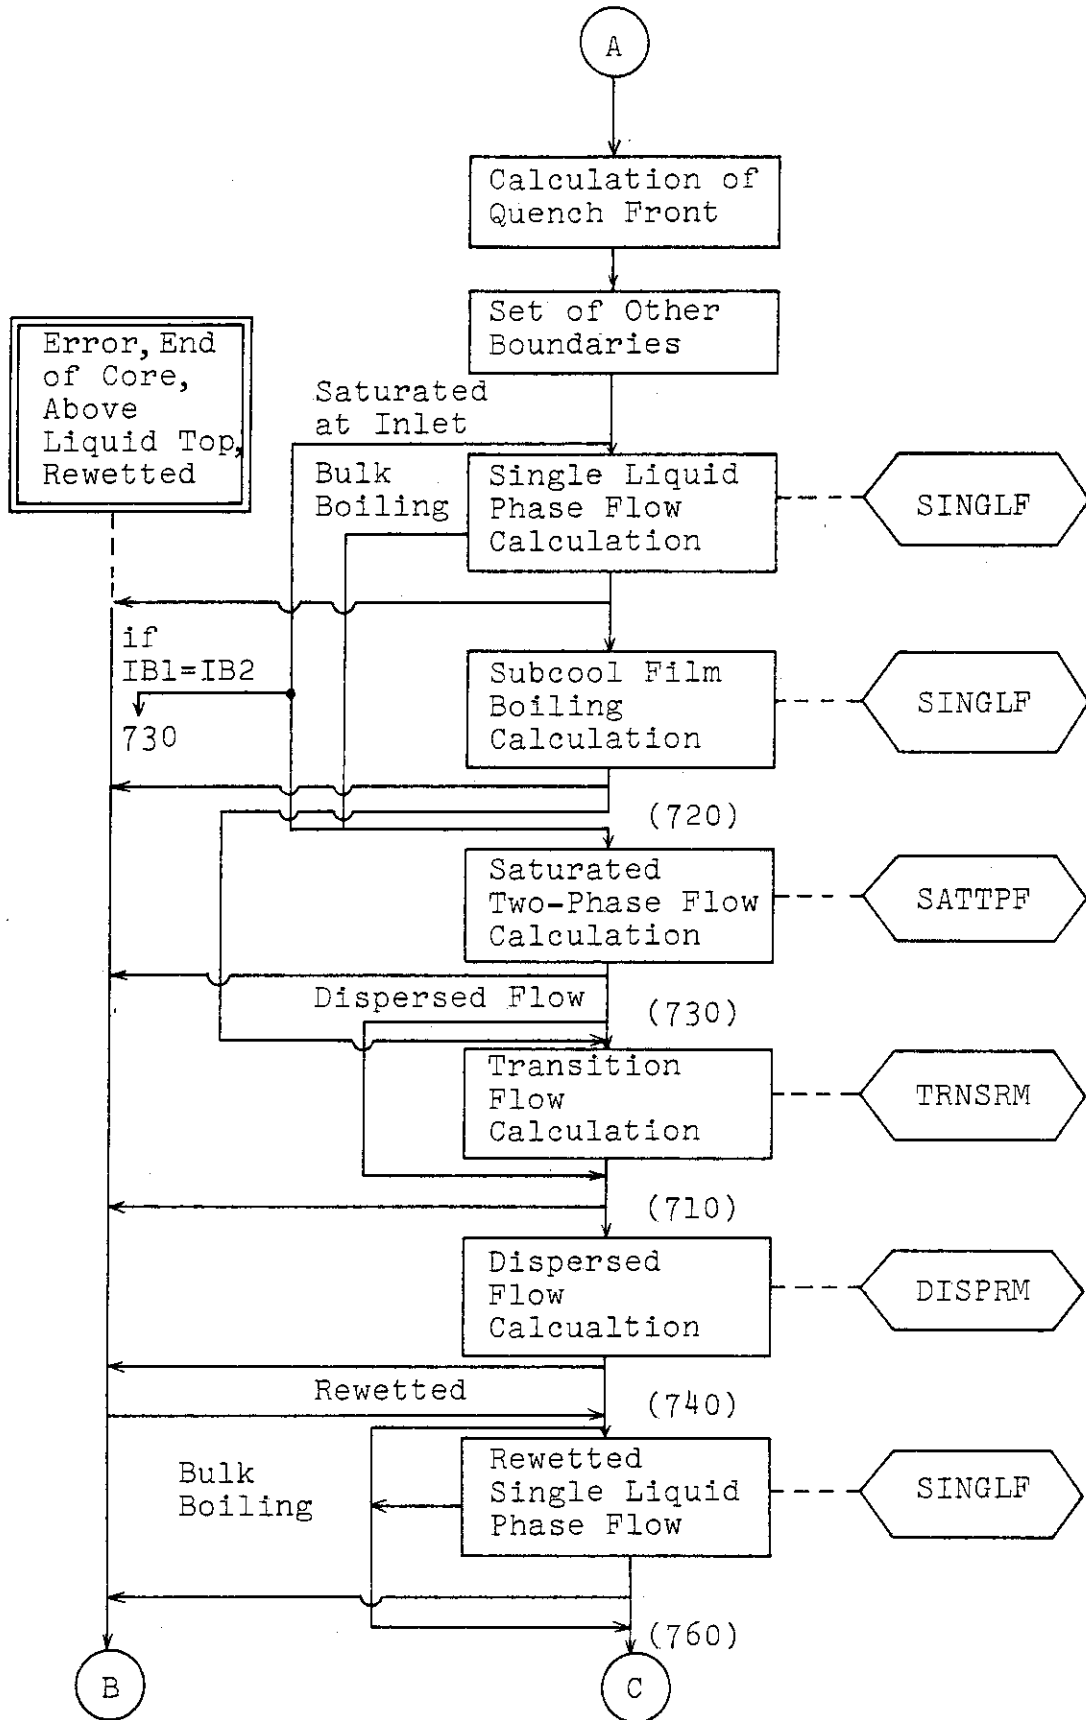 A
Calculation of
Quench Front
Set of Other
Boundaries
Error, End
of Core,
Above
Liquid Top,
Rewetted
Saturated
at Inlet
Bulk
Boiling
Single Liquid
Phase Flow
Calculation
SINGLF
if
IB1=IB2
730
Subcool Film
Boiling
Calculation
SINGLF
(720)
Saturated
Two-Phase Flow
Calculation
SATTPF
Dispersed Flow
(730)
Transition
Flow
Calculation
TRNSRM
(710)
Dispersed
Flow
Calcualtion
DISPRM
Rewetted
(740)
Bulk
Boiling
Rewetted
Single Liquid
Phase Flow
SINGLF
(760)
B
C